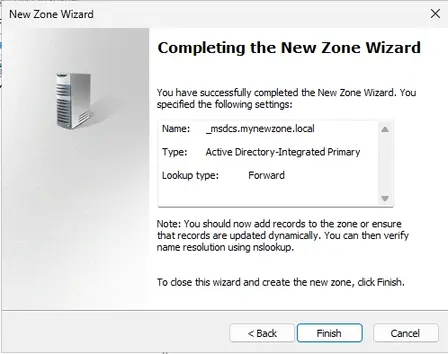 New Zone Wizard
Completing the New Zone Wizard
You have successfully completed the New Zone Wizard. You
specified the following settings:
Name: _msdcs.mynewzone.local
Type: Active Directory-Integrated Primary
Lookup type: Forward
Note: You should now add records to the zone or ensure
that records are updated dynamically. You can then verify
name resolution using nslookup.
To close this wizard and create the new zone, click Finish.
< Back Finish Cancel